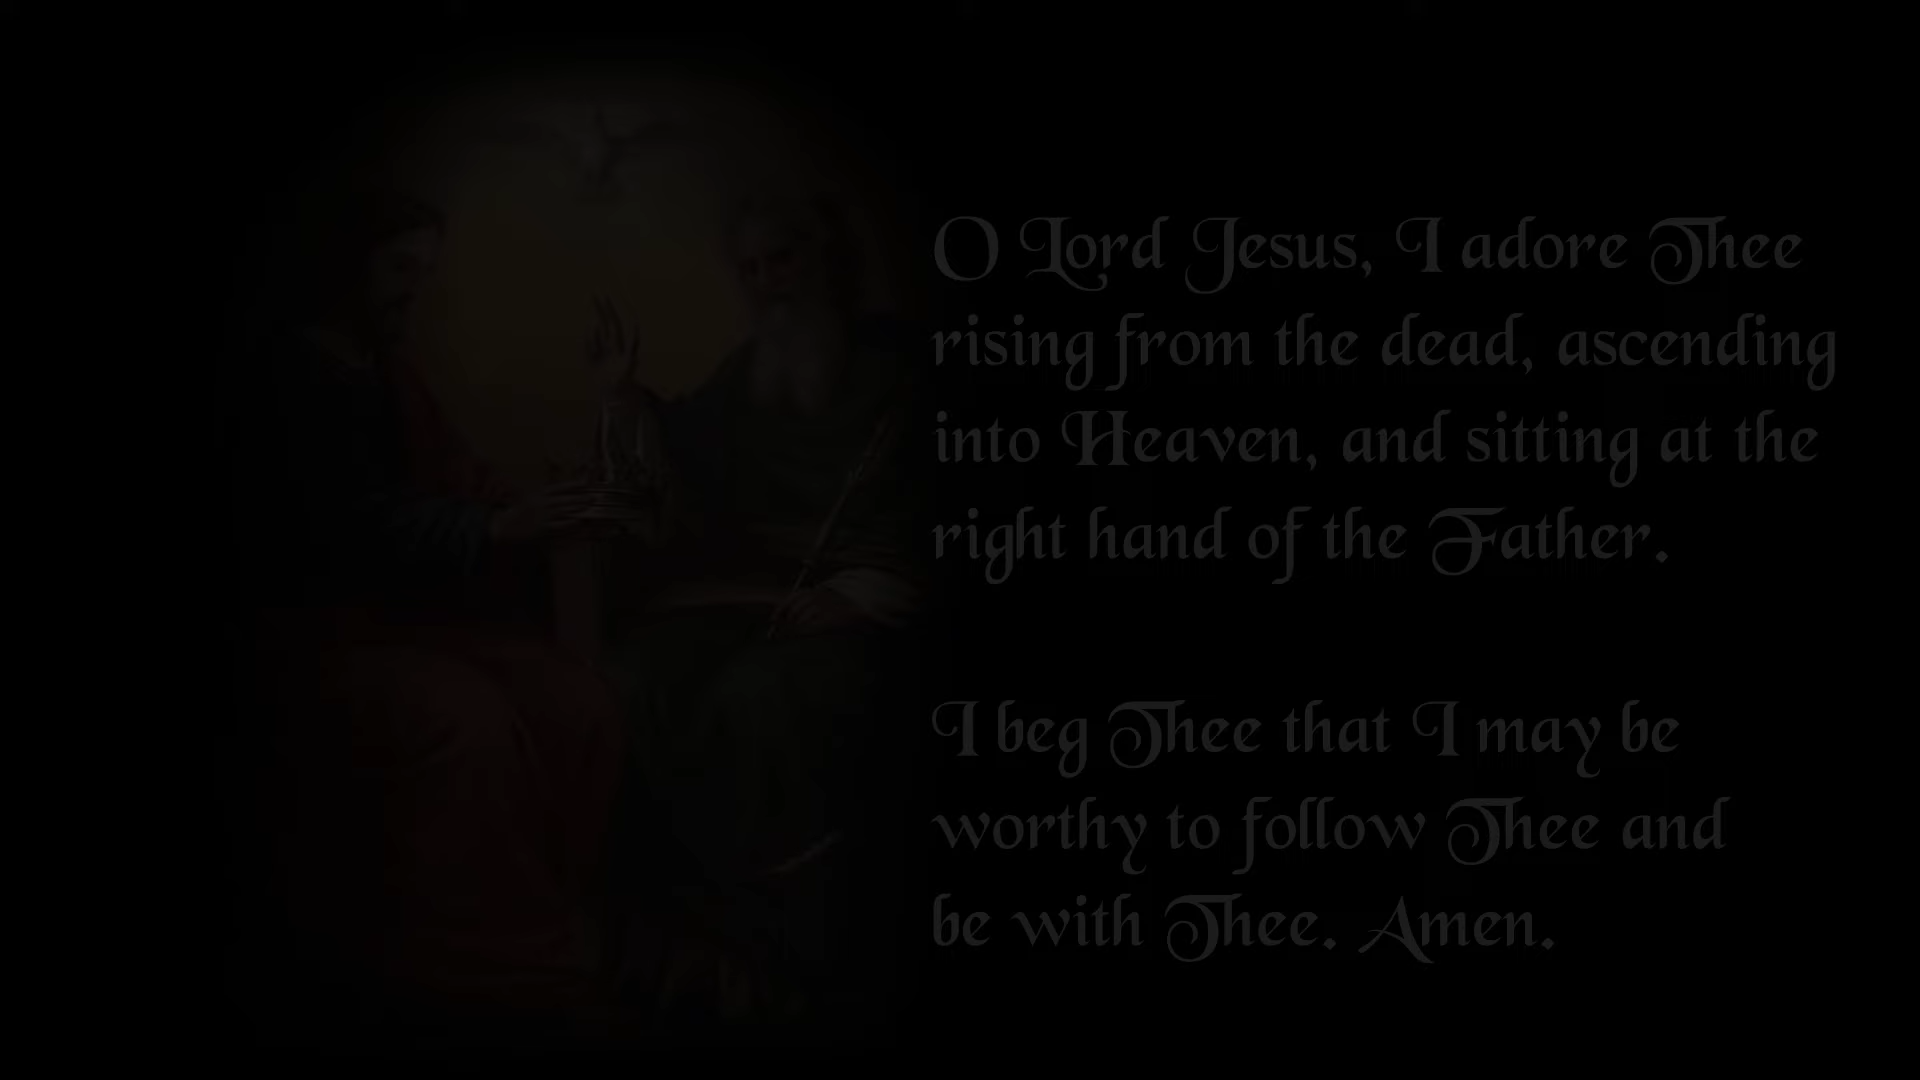 O Lord Jesus, I adore Thee
rising from the dead, ascending
into Heaven, and sitting at the
right hand of the Father.
I beg Thee that I may be
worthy to follow Thee and
be with Thee. Amen.